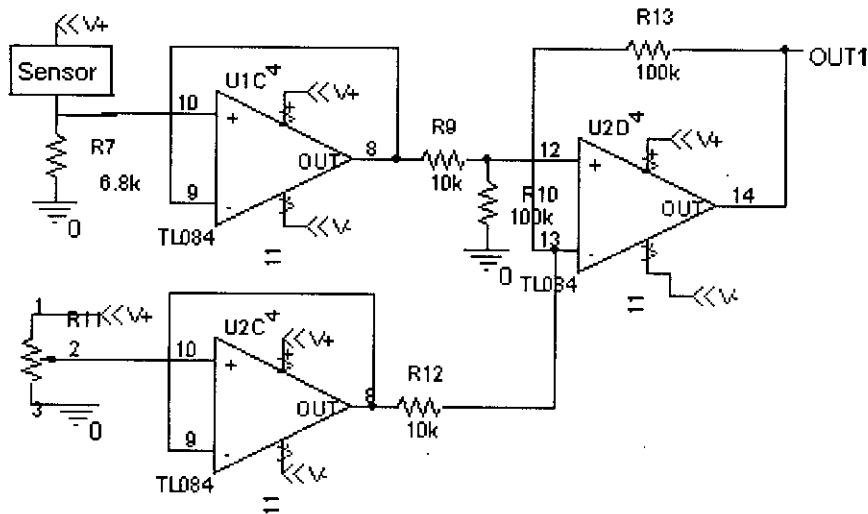 V+
Sensor
R7
6.8k
0
10
9
U1C
4
V+
OUT
8
V-
TL084
11
R9
10k
R10
100k
0
R13
100k
OUT1
12
13
U2D
4
V+
OUT
14
V-
TL084
11
1
R11
V+
2
3
0
10
9
U2C
4
V+
OUT
8
V-
TL084
11
R12
10k